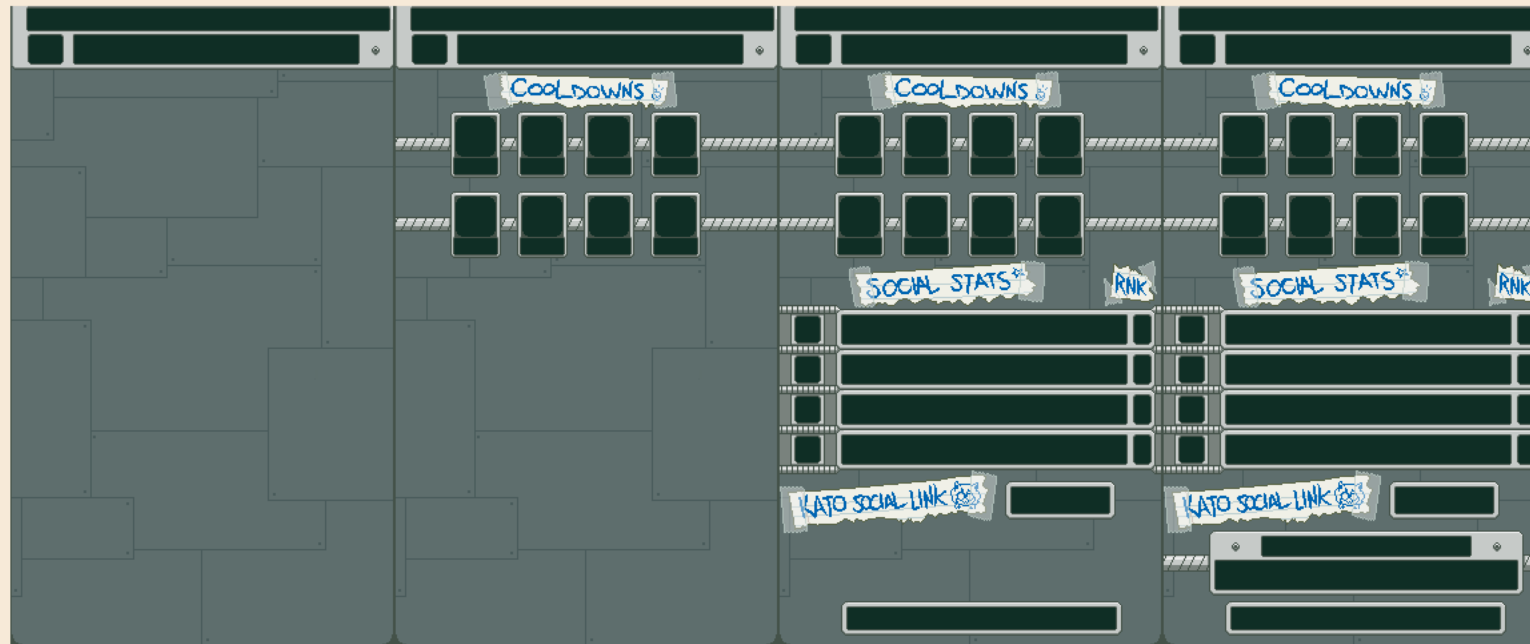 COOLDOWNS
COOLDOWNS
COOLDOWNS
SOCIAL STATS
RNK
SOCIAL STATS
RNK
KATO SOCIAL LINK
KATO SOCIAL LINK